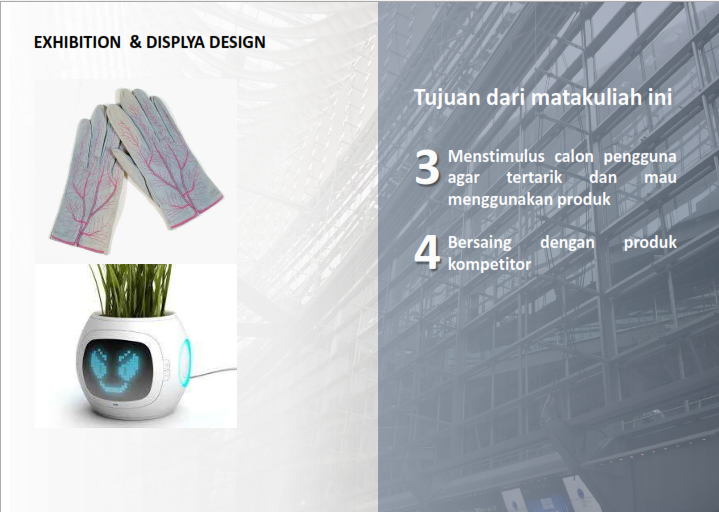 EXHIBITION & DISPLYA DESIGN
Tujuan dari matakuliah ini
3 Menstimulus calon pengguna
agar tertarik dan mau
menggunakan produk
4 Bersaing dengan produk
kompetitor